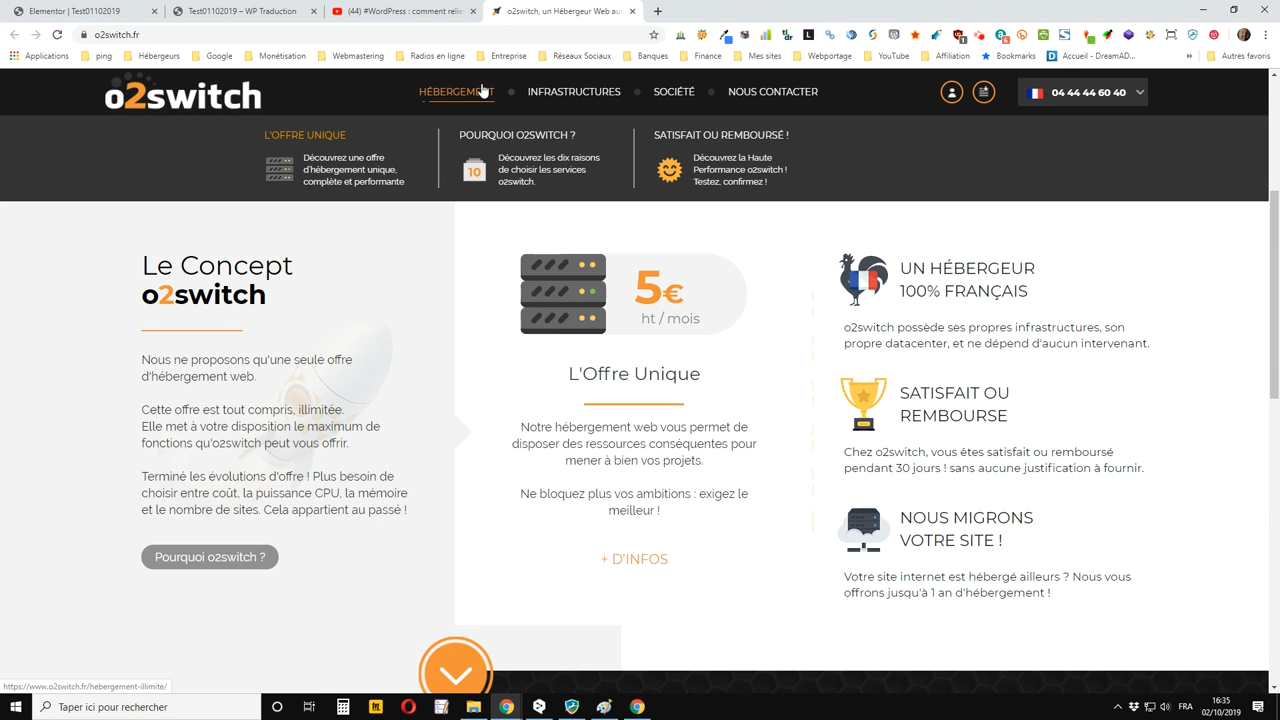 Elementor | Test01102019
Test01102019 – WP Traduction
(44) #WordPress : comment relie
o2switch, un Hébergeur Web au
o2switch.fr
Applications
ping
Hébergeurs
Google
Monétisation
Webmastering
Radios en ligne
Entreprise
Réseaux Sociaux
Banques
Finance
Mes sites
Webportage
YouTube
Affiliation
Bookmarks
Accueil - DreamAD...
»
Autres favoris
o2switch
HÉBERGEMENT
INFRASTRUCTURES
SOCIÉTÉ
NOUS CONTACTER
04 44 44 60 40
L'OFFRE UNIQUE
Découvrez une offre
d'hébergement unique,
complète et performante
POURQUOI O2SWITCH ?
10
Découvrez les dix raisons
de choisir les services
o2switch.
SATISFAIT OU REMBOURSÉ !
Découvrez la Haute
Performance o2switch !
Testez, confirmez !
Le Concept
o2switch
Nous ne proposons qu'une seule offre
d'hébergement web.
Cette offre est tout compris, illimitée.
Elle met à votre disposition le maximum de
fonctions qu'o2switch peut vous offrir.
Terminé les évolutions d'offre ! Plus besoin de
choisir entre coût, la puissance CPU, la mémoire
et le nombre de sites. Cela appartient au passé !
Pourquoi o2switch ?
5€
ht / mois
L'Offre Unique
Notre hébergement web vous permet de
disposer des ressources conséquentes pour
mener à bien vos projets.
Ne bloquez plus vos ambitions : exigez le
meilleur !
+ D'INFOS
UN HÉBERGEUR
100% FRANÇAIS
o2switch possède ses propres infrastructures, son
propre datacenter, et ne dépend d'aucun intervenant.
SATISFAIT OU
REMBOURSE
Chez o2switch, vous êtes satisfait ou remboursé
pendant 30 jours ! sans aucune justification à fournir.
NOUS MIGRONS
VOTRE SITE !
Votre site internet est hébergé ailleurs ? Nous vous
offrons jusqu'à 1 an d'hébergement !
https://www.o2switch.fr/hebergement-illimite/
Taper ici pour rechercher
FRA
16:35
02/10/2019